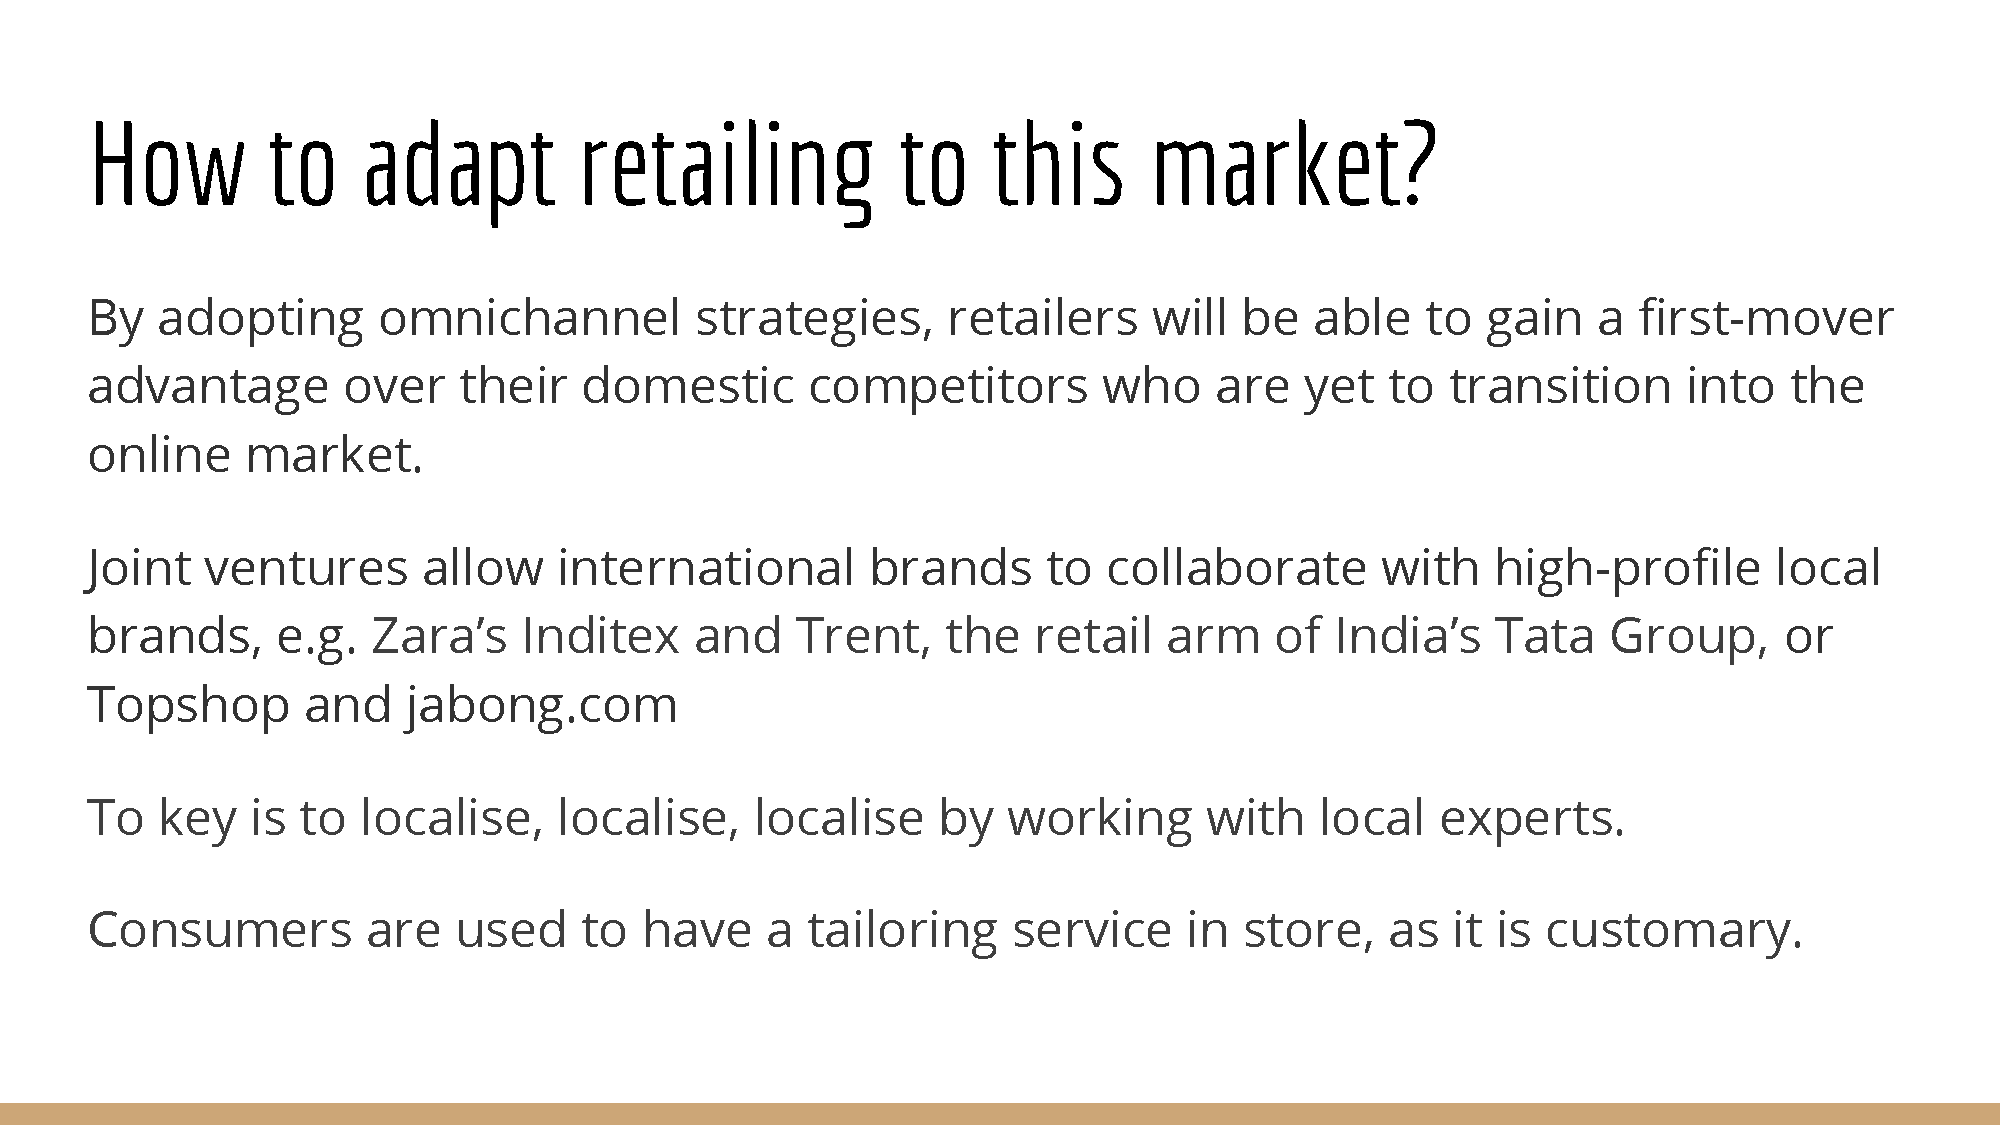 How to adapt retailing to this market?
By adopting omnichannel strategies, retailers will be able to gain a first-mover
advantage over their domestic competitors who are yet to transition into the
online market.
Joint ventures allow international brands to collaborate with high-profile local
brands, e.g. Zara’s Inditex and Trent, the retail arm of India’s Tata Group, or
Topshop and jabong.com
To key is to localise, localise, localise by working with local experts.
Consumers are used to have a tailoring service in store, as it is customary.